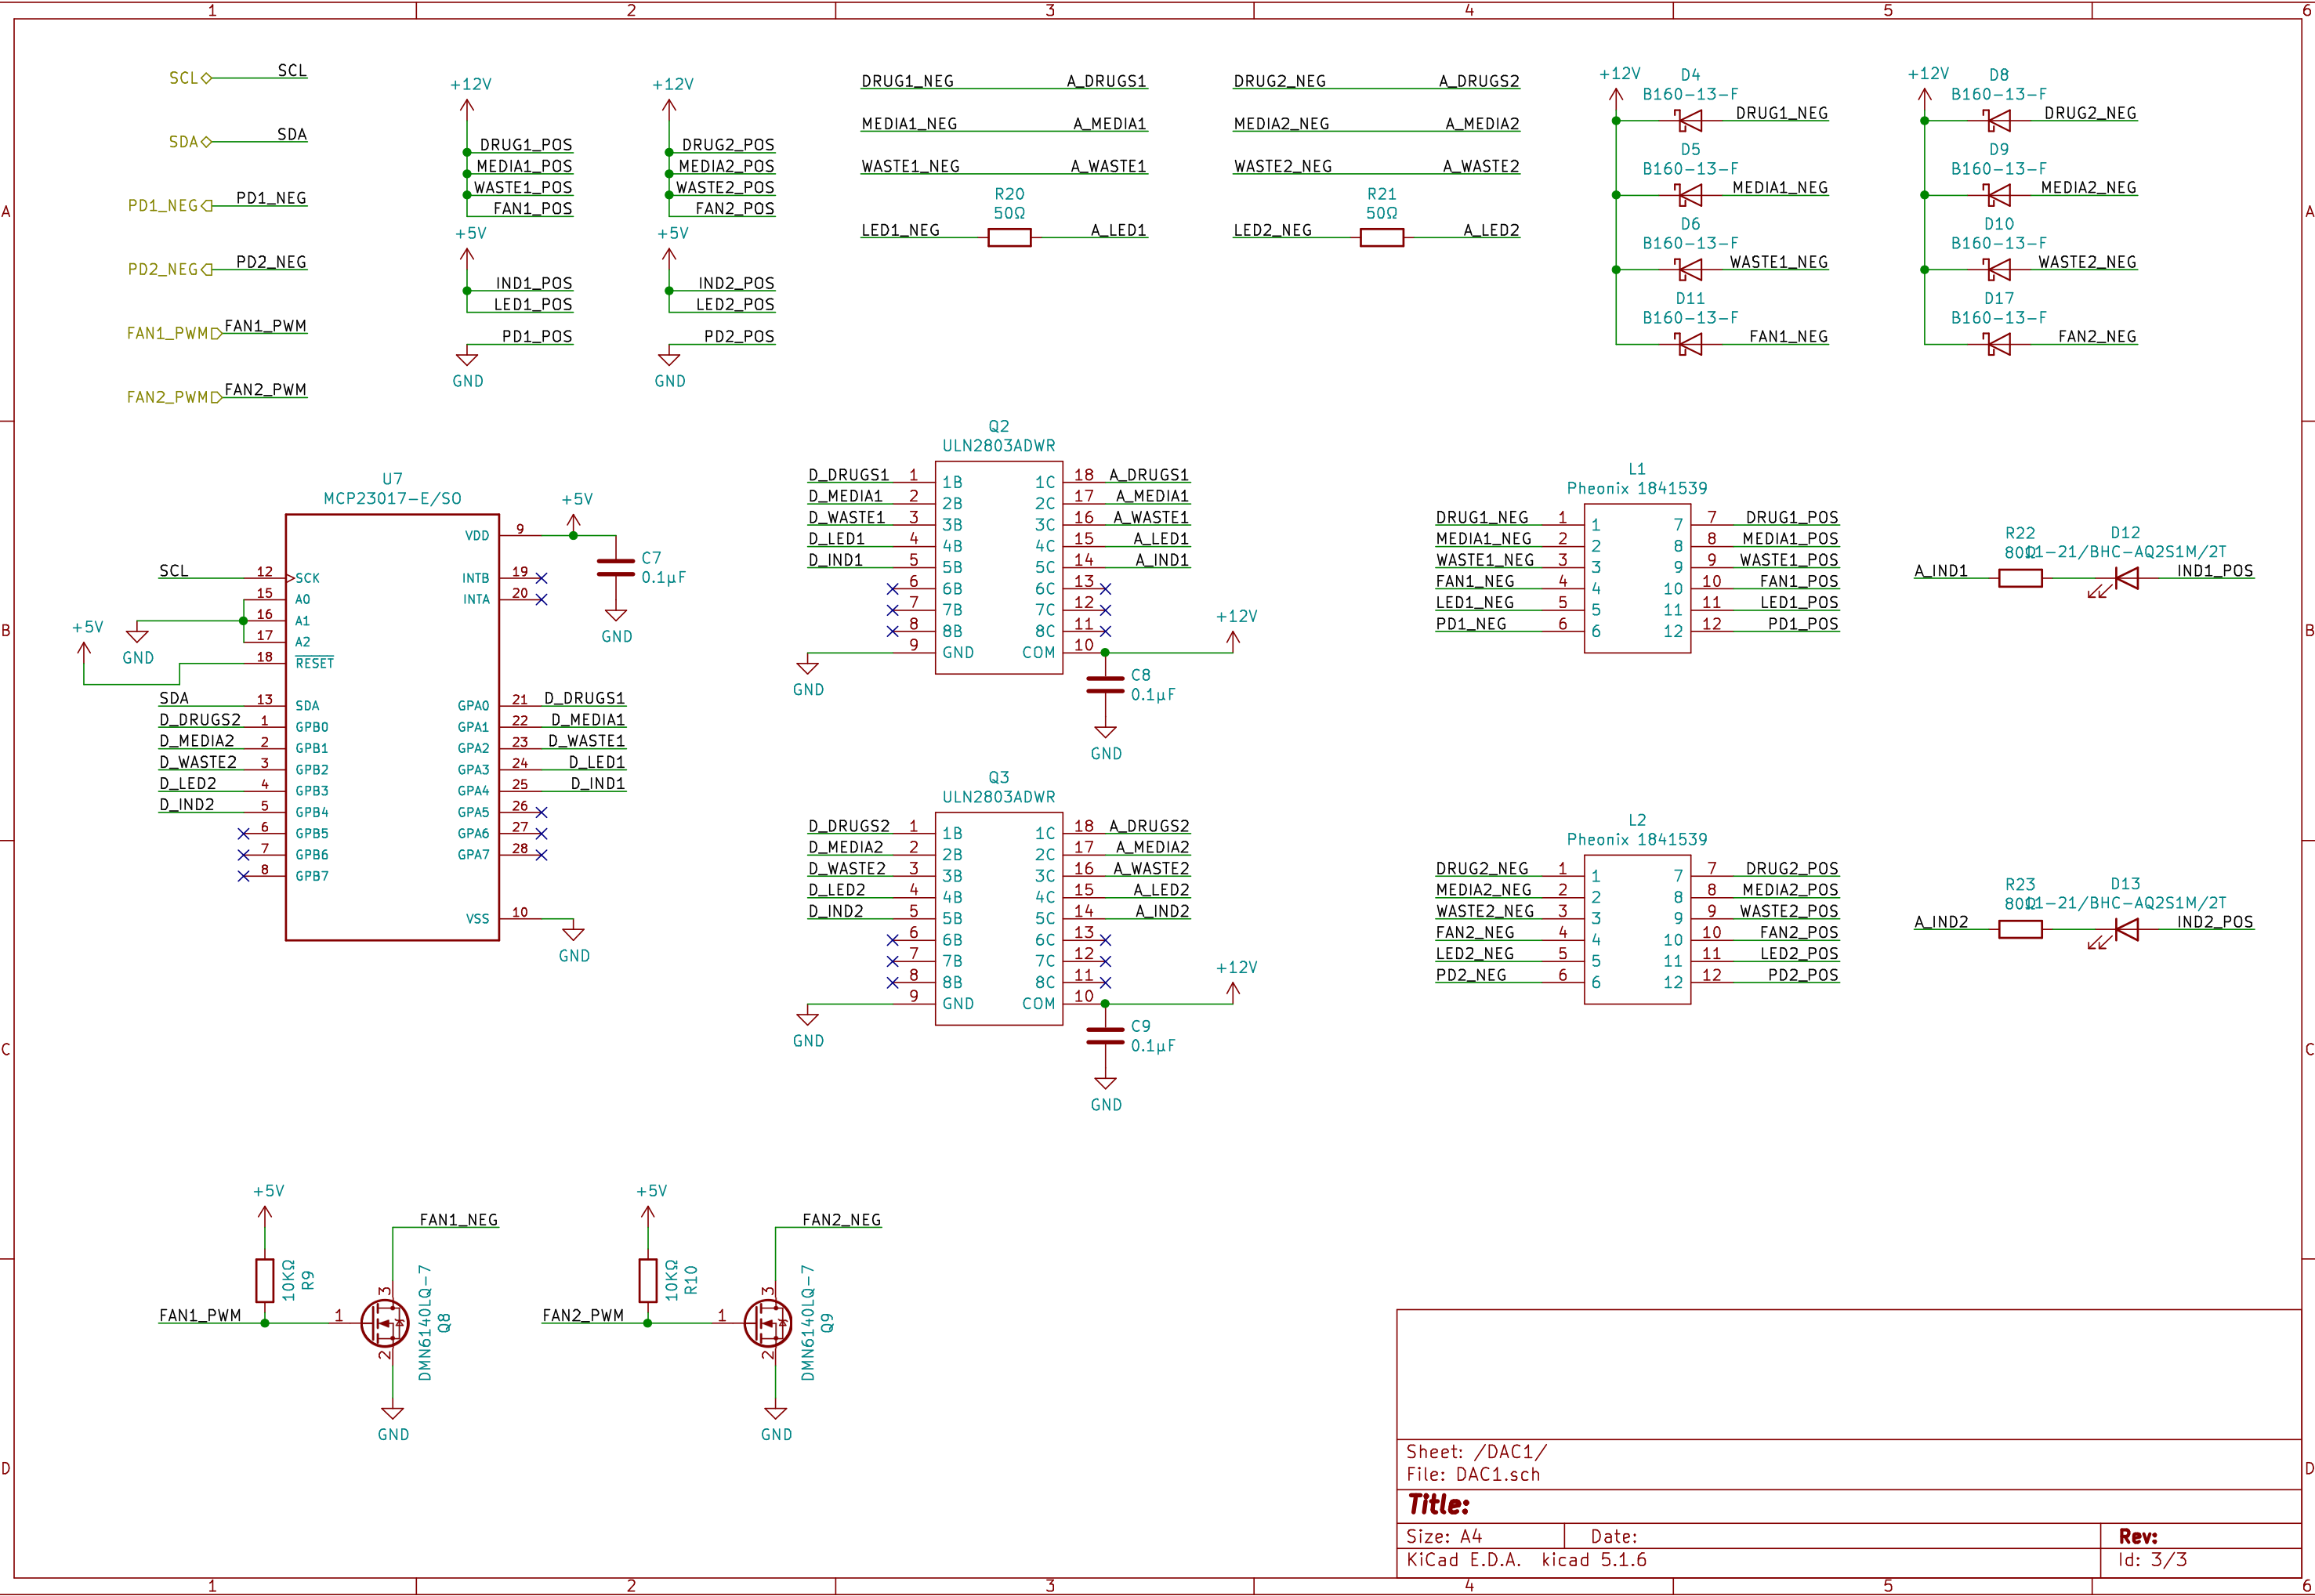 1 2 3 4 5 6
A
B
C
D
SCL SCL
SDA SDA
PD1_NEG PD1_NEG
PD2_NEG PD2_NEG
FAN1_PWM FAN1_PWM
FAN2_PWM FAN2_PWM
+12V
DRUG1_POS
MEDIA1_POS
WASTE1_POS
FAN1_POS
+5V
IND1_POS
LED1_POS
PD1_POS
GND
+12V
DRUG2_POS
MEDIA2_POS
WASTE2_POS
FAN2_POS
+5V
IND2_POS
LED2_POS
PD2_POS
GND
DRUG1_NEG A_DRUGS1
MEDIA1_NEG A_MEDIA1
WASTE1_NEG A_WASTE1
R20
50Ω
LED1_NEG A_LED1
DRUG2_NEG A_DRUGS2
MEDIA2_NEG A_MEDIA2
WASTE2_NEG A_WASTE2
R21
50Ω
LED2_NEG A_LED2
+12V
D4
B160-13-F
DRUG1_NEG
D5
B160-13-F
MEDIA1_NEG
D6
B160-13-F
WASTE1_NEG
D11
B160-13-F
FAN1_NEG
+12V
D8
B160-13-F
DRUG2_NEG
D9
B160-13-F
MEDIA2_NEG
D10
B160-13-F
WASTE2_NEG
D17
B160-13-F
FAN2_NEG
U7
MCP23017-E/SO
VDD 9
+5V
C7
0.1µF
GND
SCL 12 SCK
INTB 19
15 A0
INTA 20
16 A1
17 A2
18 RESET
+5V
GND
SDA 13 SDA
D_DRUGS2 1 GPB0
D_MEDIA2 2 GPB1
D_WASTE2 3 GPB2
D_LED2 4 GPB3
D_IND2 5 GPB4
6 GPB5
7 GPB6
8 GPB7
GPA0 21 D_DRUGS1
GPA1 22 D_MEDIA1
GPA2 23 D_WASTE1
GPA3 24 D_LED1
GPA4 25 D_IND1
GPA5 26
GPA6 27
GPA7 28
VSS 10
GND
Q2
ULN2803ADWR
D_DRUGS1 1 1B 1C 18 A_DRUGS1
D_MEDIA1 2 2B 2C 17 A_MEDIA1
D_WASTE1 3 3B 3C 16 A_WASTE1
D_LED1 4 4B 4C 15 A_LED1
D_IND1 5 5B 5C 14 A_IND1
6 6B 6C 13
7 7B 7C 12
8 8B 8C 11
9 GND COM 10
GND
+12V
C8
0.1µF
GND
Q3
ULN2803ADWR
D_DRUGS2 1 1B 1C 18 A_DRUGS2
D_MEDIA2 2 2B 2C 17 A_MEDIA2
D_WASTE2 3 3B 3C 16 A_WASTE2
D_LED2 4 4B 4C 15 A_LED2
D_IND2 5 5B 5C 14 A_IND2
6 6B 6C 13
7 7B 7C 12
8 8B 8C 11
9 GND COM 10
GND
+12V
C9
0.1µF
GND
L1
Pheonix 1841539
DRUG1_NEG 1 1 7 7 DRUG1_POS
MEDIA1_NEG 2 2 8 8 MEDIA1_POS
WASTE1_NEG 3 3 9 9 WASTE1_POS
FAN1_NEG 4 4 10 10 FAN1_POS
LED1_NEG 5 5 11 11 LED1_POS
PD1_NEG 6 6 12 12 PD1_POS
L2
Pheonix 1841539
DRUG2_NEG 1 1 7 7 DRUG2_POS
MEDIA2_NEG 2 2 8 8 MEDIA2_POS
WASTE2_NEG 3 3 9 9 WASTE2_POS
FAN2_NEG 4 4 10 10 FAN2_POS
LED2_NEG 5 5 11 11 LED2_POS
PD2_NEG 6 6 12 12 PD2_POS
R22 D12
80Ω 11-21/BHC-AQ2S1M/2T
A_IND1 IND1_POS
R23 D13
80Ω 11-21/BHC-AQ2S1M/2T
A_IND2 IND2_POS
+5V
FAN1_NEG
10KΩ
R9
FAN1_PWM 1
3
2
DMN6140LQ-7
Q8
GND
+5V
FAN2_NEG
10KΩ
R10
FAN2_PWM 1
3
2
DMN6140LQ-7
Q9
GND
Sheet: /DAC1/
File: DAC1.sch
Title:
Size: A4 Date: Rev:
KiCad E.D.A. kicad 5.1.6 Id: 3/3
A
B
C
D
1 2 3 4 5 6